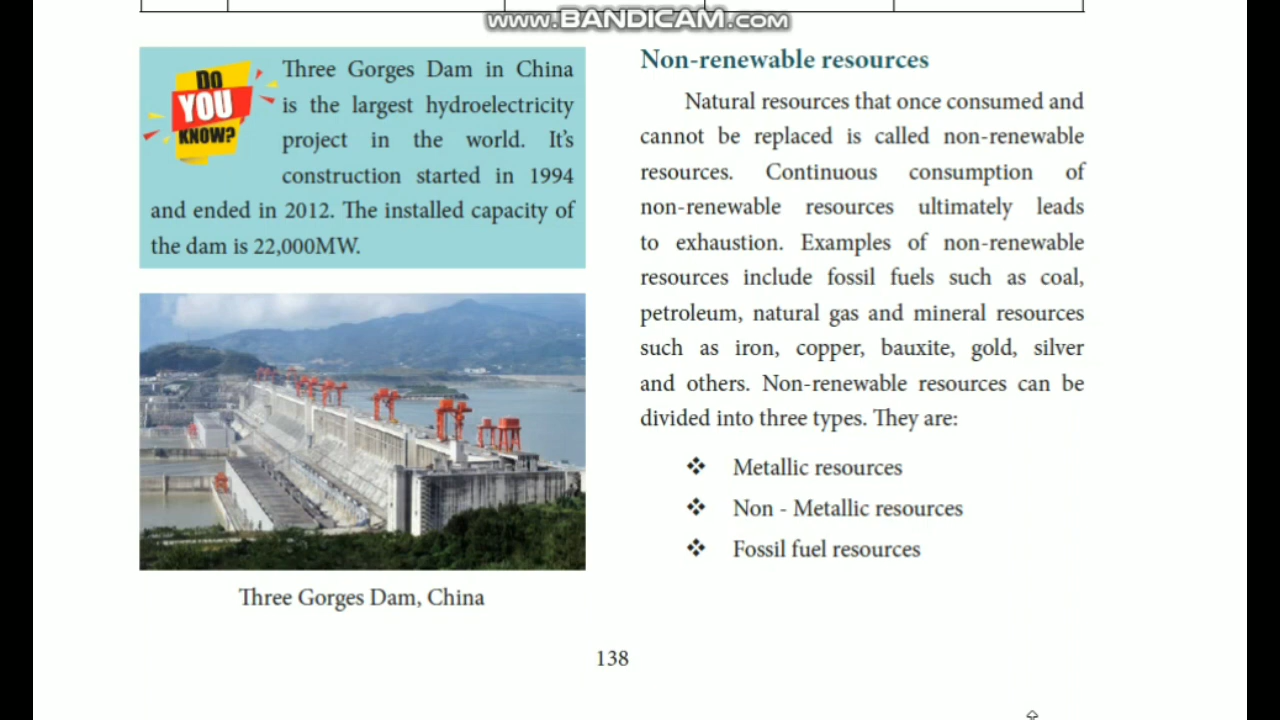 www.BANDICAM.com
DO
YOU
KNOW?
Three Gorges Dam in China
is the largest hydroelectricity
project in the world. It's
construction started in 1994
and ended in 2012. The installed capacity of
the dam is 22,000MW.
Three Gorges Dam, China
Non-renewable resources
Natural resources that once consumed and
cannot be replaced is called non-renewable
resources. Continuous consumption of
non-renewable resources ultimately leads
to exhaustion. Examples of non-renewable
resources include fossil fuels such as coal,
petroleum, natural gas and mineral resources
such as iron, copper, bauxite, gold, silver
and others. Non-renewable resources can be
divided into three types. They are:
❖ Metallic resources
❖ Non - Metallic resources
❖ Fossil fuel resources
138